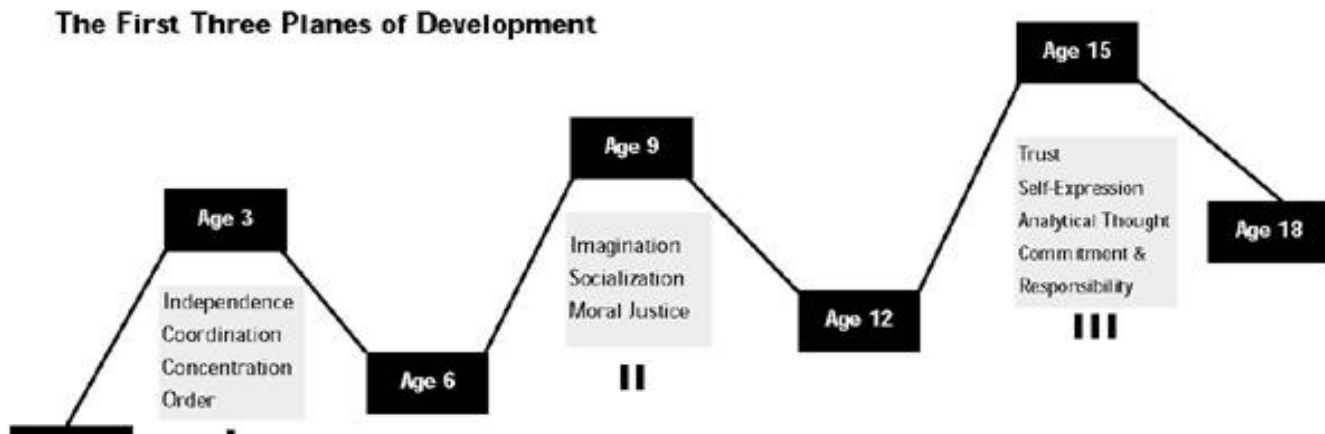 The First Three Planes of Development
Age 15
Age 9
Trust
Self-Expression
Analytical Thought
Commitment &
Responsibility
Age 3
Age 18
Imagination
Socialization
Moral Justice
Independence
Coordination
Concentration
Order
Age 12
III
Age 6
II